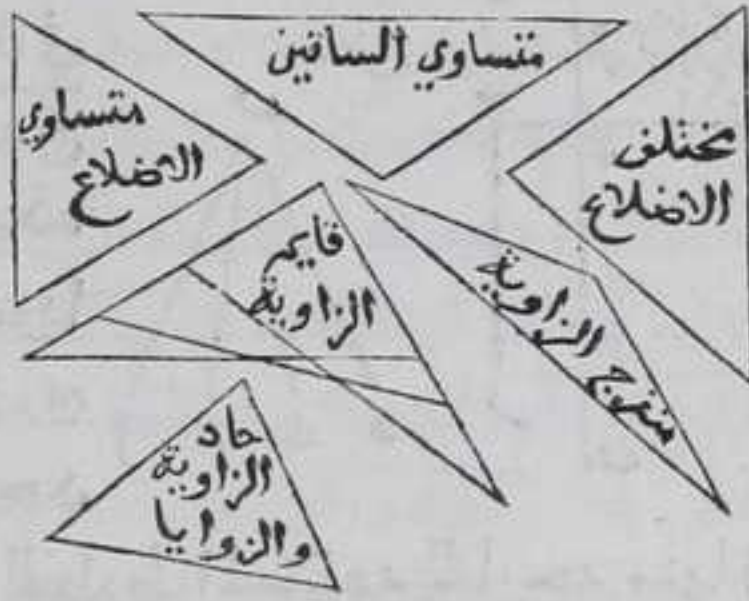 متساوي الساقين
مختلف
الاضلاع
متساوي
الاضلاع
قايم
الزاوية
منفرج الزاوية
حاد
الزاوية
والزوايا